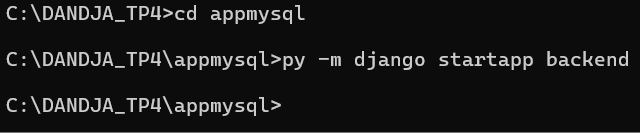 C:\DANDJA_TP4>cd appmysql
C:\DANDJA_TP4\appmysql>py -m django startapp backend
C:\DANDJA_TP4\appmysql>